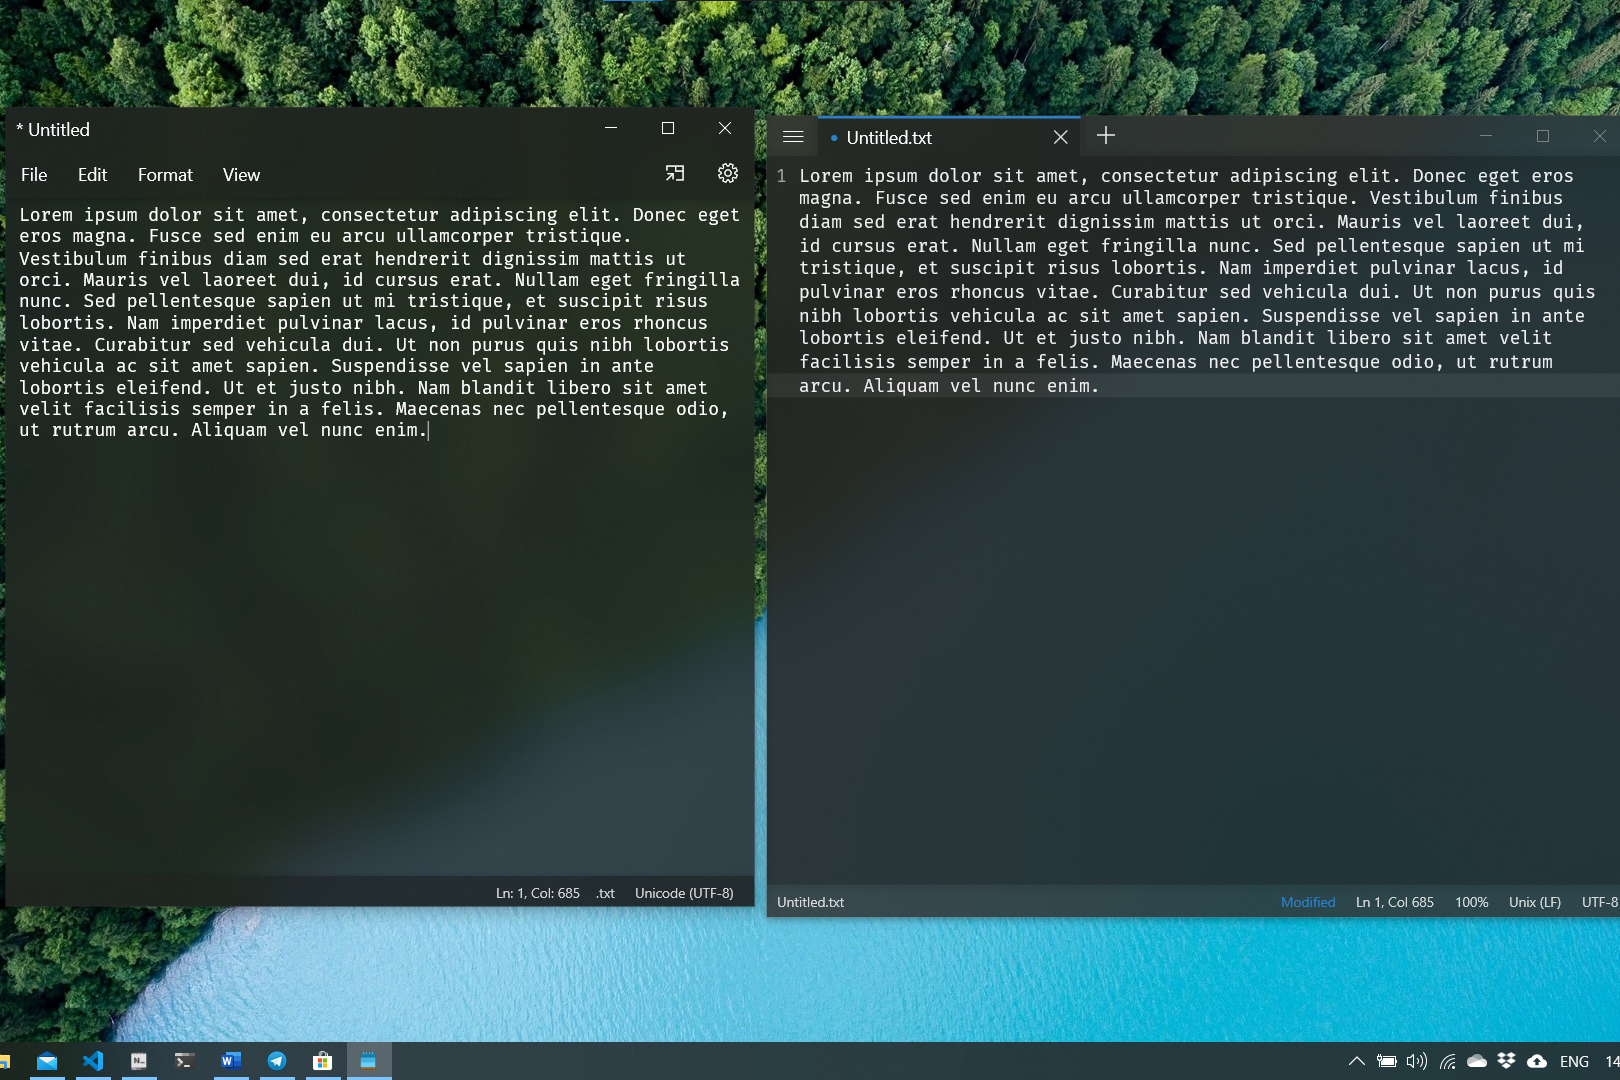 * Untitled
File Edit Format View
Lorem ipsum dolor sit amet, consectetur adipiscing elit. Donec eget
eros magna. Fusce sed enim eu arcu ullamcorper tristique.
Vestibulum finibus diam sed erat hendrerit dignissim mattis ut
orci. Mauris vel laoreet dui, id cursus erat. Nullam eget fringilla
nunc. Sed pellentesque sapien ut mi tristique, et suscipit risus
lobortis. Nam imperdiet pulvinar lacus, id pulvinar eros rhoncus
vitae. Curabitur sed vehicula dui. Ut non purus quis nibh lobortis
vehicula ac sit amet sapien. Suspendisse vel sapien in ante
lobortis eleifend. Ut et justo nibh. Nam blandit libero sit amet
velit facilisis semper in a felis. Maecenas nec pellentesque odio,
ut rutrum arcu. Aliquam vel nunc enim.
Ln: 1, Col: 685 .txt Unicode (UTF-8)
Untitled.txt
1 Lorem ipsum dolor sit amet, consectetur adipiscing elit. Donec eget eros
magna. Fusce sed enim eu arcu ullamcorper tristique. Vestibulum finibus
diam sed erat hendrerit dignissim mattis ut orci. Mauris vel laoreet dui,
id cursus erat. Nullam eget fringilla nunc. Sed pellentesque sapien ut mi
tristique, et suscipit risus lobortis. Nam imperdiet pulvinar lacus, id
pulvinar eros rhoncus vitae. Curabitur sed vehicula dui. Ut non purus quis
nibh lobortis vehicula ac sit amet sapien. Suspendisse vel sapien in ante
lobortis eleifend. Ut et justo nibh. Nam blandit libero sit amet velit
facilisis semper in a felis. Maecenas nec pellentesque odio, ut rutrum
arcu. Aliquam vel nunc enim.
Untitled.txt Modified Ln 1, Col 685 100% Unix (LF) UTF-8
N... W ENG 14